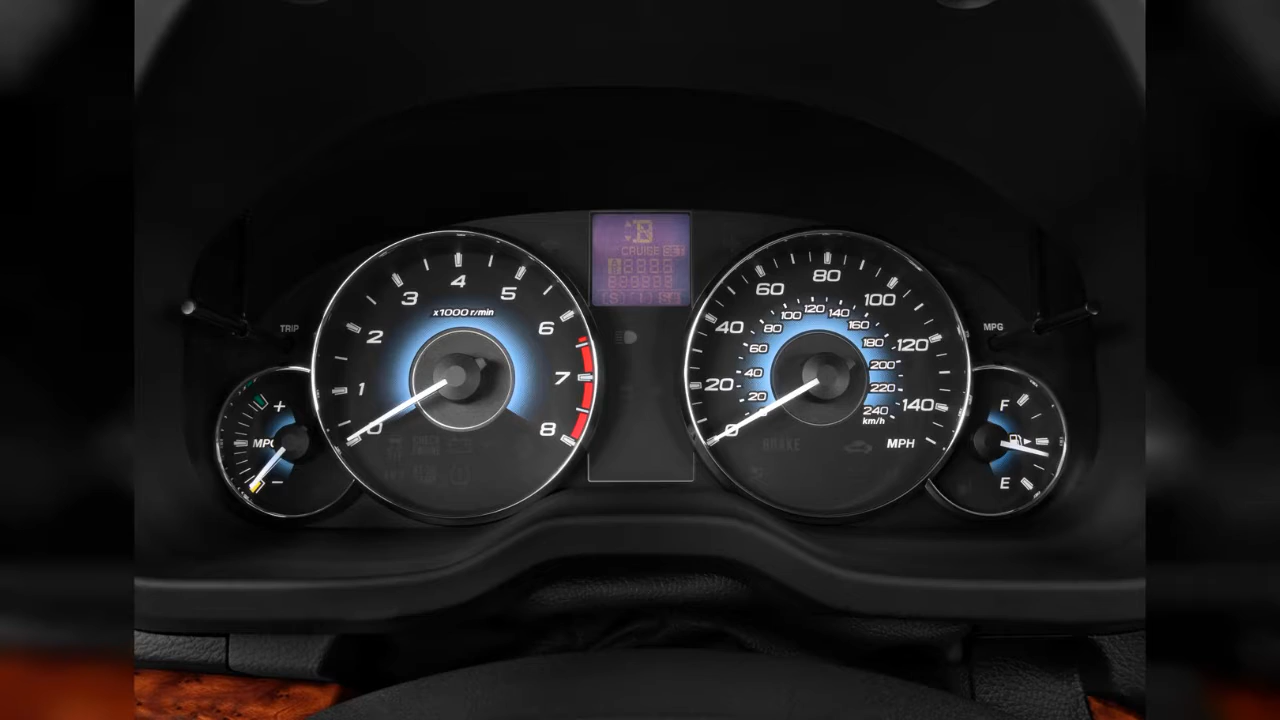 TRIP
+
MPG
−
4
3
5
x1000 r/min
2
6
1
7
0
8
CRUISE SET
80
60
100
40
120
20
140
0
MPH
120
100
140
80
160
60
180
40
200
20
220
240
km/h
BRAKE
CHECK
ENGINE
MPG
F
E